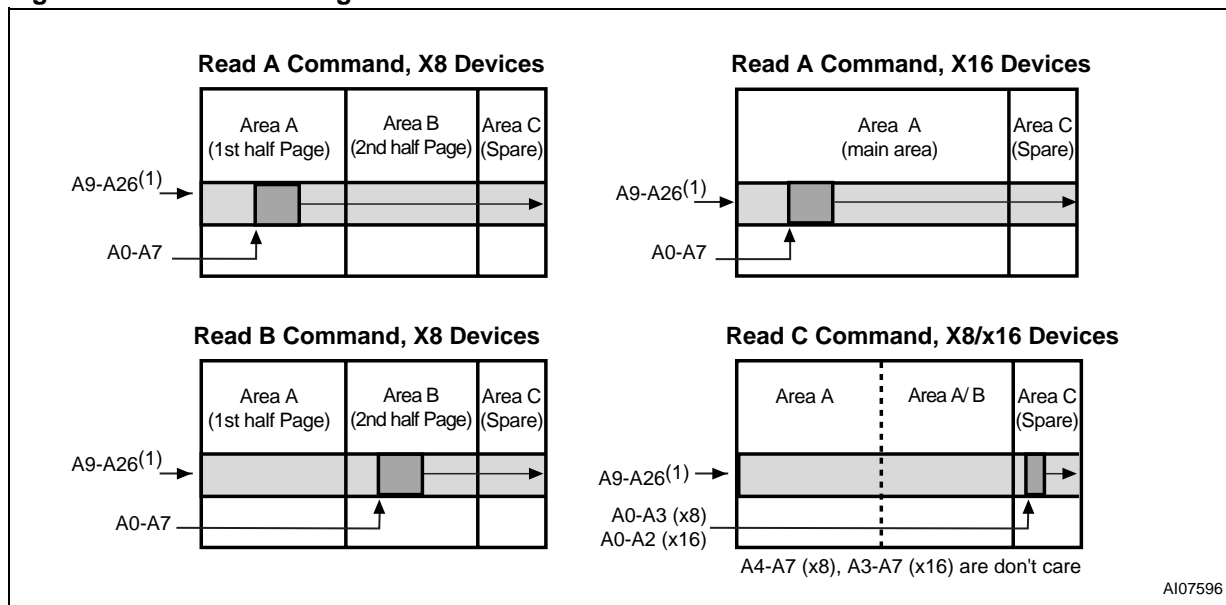 Read A Command, X8 Devices
Area A
(1st half Page)
Area B
(2nd half Page)
Area C
(Spare)
A9-A26(1)
A0-A7
Read A Command, X16 Devices
Area A
(main area)
Area C
(Spare)
A9-A26(1)
A0-A7
Read B Command, X8 Devices
Area A
(1st half Page)
Area B
(2nd half Page)
Area C
(Spare)
A9-A26(1)
A0-A7
Read C Command, X8/x16 Devices
Area A
Area A/ B
Area C
(Spare)
A9-A26(1)
A0-A3 (x8)
A0-A2 (x16)
A4-A7 (x8), A3-A7 (x16) are don't care
AI07596